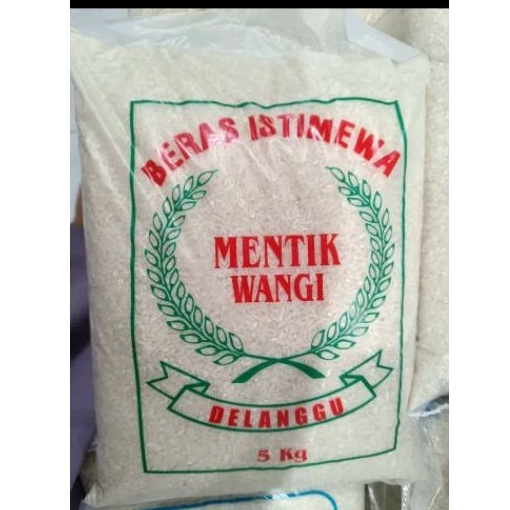 BERAS ISTIMEWA
MENTIK
WANGI
DELANGGU
5 Kg